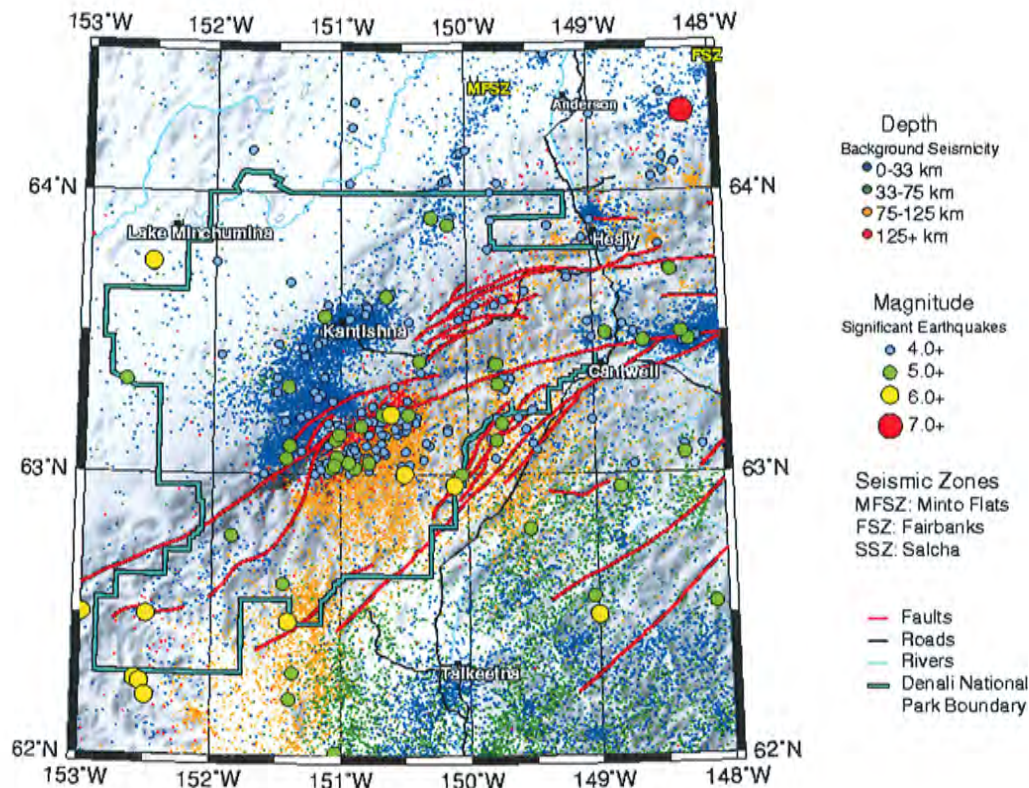 153°W 152°W 151°W 150°W 149°W 148°W
FSZ
MFSZ
Anderson
64°N 64°N
Lake Minchumina
Healy
Kantishna
Cantwell
63°N 63°N
Talkeetna
62°N 62°N
153°W 152°W 151°W 150°W 149°W 148°W
Depth
Background Seismicity
0-33 km
33-75 km
75-125 km
125+ km
Magnitude
Significant Earthquakes
4.0+
5.0+
6.0+
7.0+
Seismic Zones
MFSZ: Minto Flats
FSZ: Fairbanks
SSZ: Salcha
Faults
Roads
Rivers
Denali National
Park Boundary